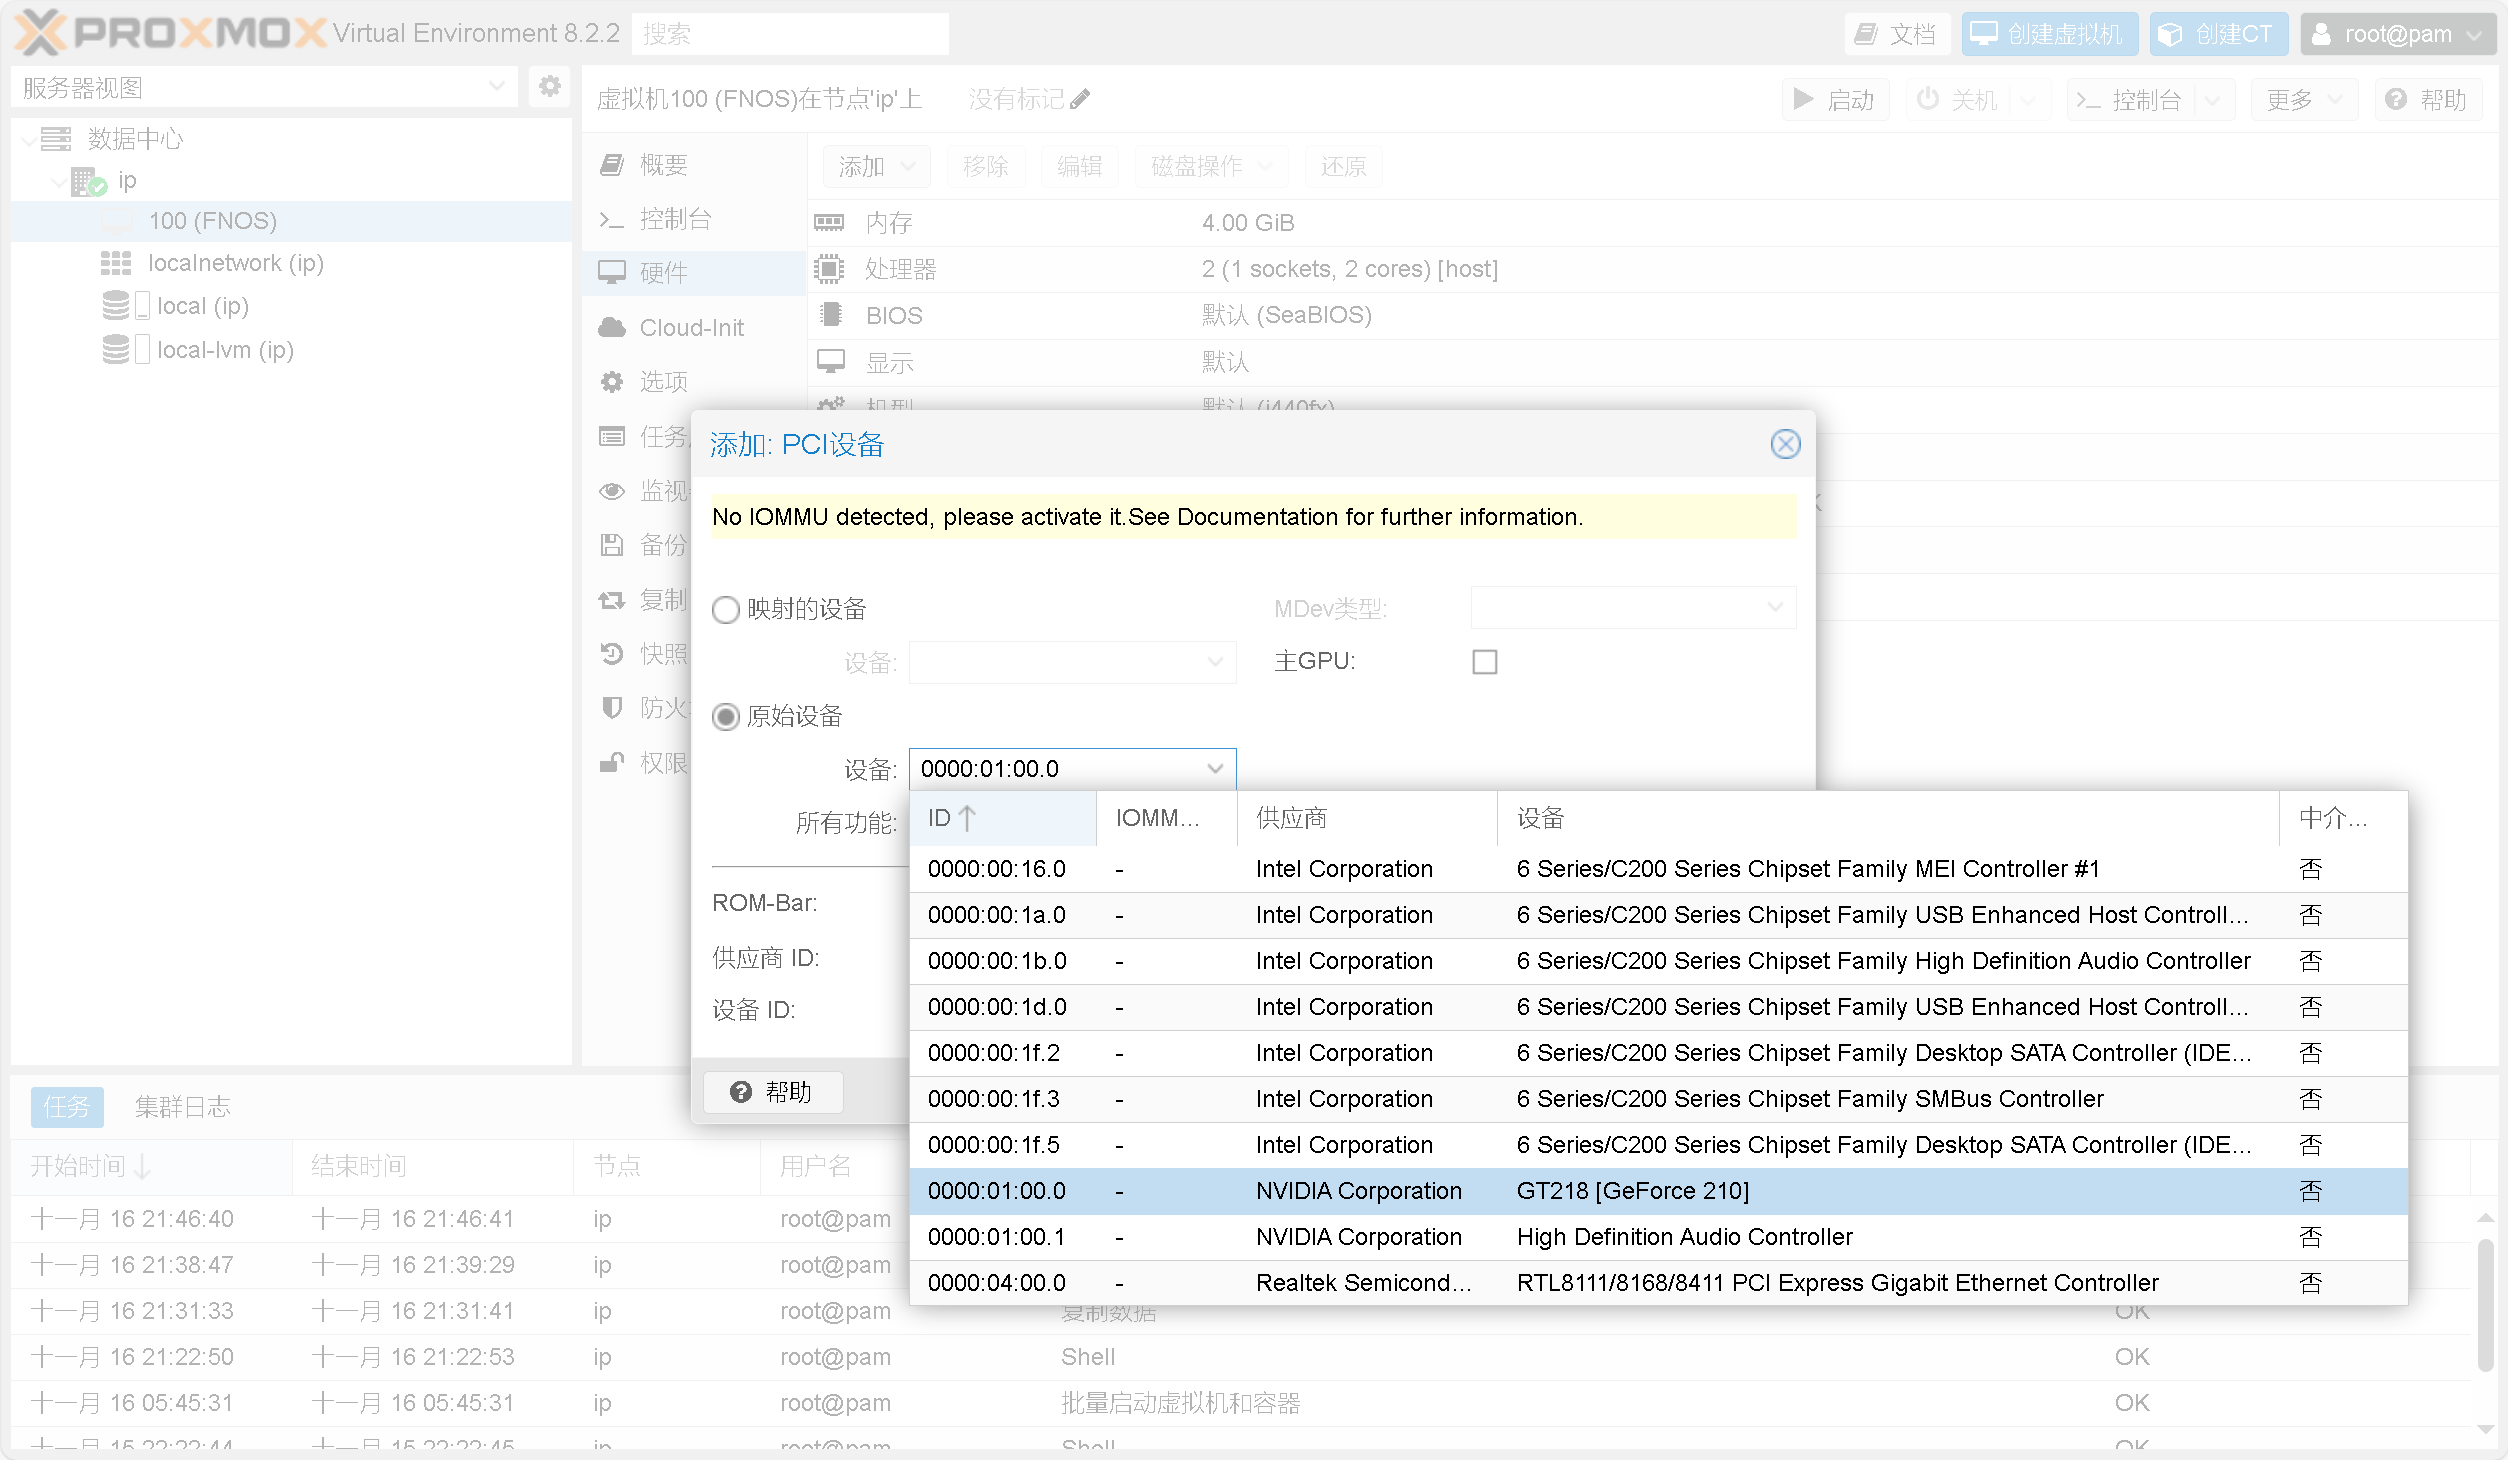 PROXMOX Virtual Environment 8.2.2 搜索 文档 创建虚拟机 创建CT root@pam
服务器视图
虚拟机100 (FNOS)在节点'ip'上 没有标记 启动 关机 控制台 更多 帮助
数据中心
ip
100 (FNOS)
localnetwork (ip)
local (ip)
local-lvm (ip)
概要
控制台
硬件
Cloud-Init
选项
任务
监视
备份
复制
快照
防火
权限
添加 移除 编辑 磁盘操作 还原
内存 4.00 GiB
处理器 2 (1 sockets, 2 cores) [host]
BIOS 默认 (SeaBIOS)
显示 默认
机型 默认 (i440fx)
添加: PCI设备
No IOMMU detected, please activate it.See Documentation for further information.
映射的设备 MDev类型:
设备: 主GPU:
原始设备
设备: 0000:01:00.0
所有功能:
ROM-Bar:
供应商 ID:
设备 ID:
帮助
ID IOMM... 供应商 设备 中介...
0000:00:16.0 - Intel Corporation 6 Series/C200 Series Chipset Family MEI Controller #1 否
0000:00:1a.0 - Intel Corporation 6 Series/C200 Series Chipset Family USB Enhanced Host Controll... 否
0000:00:1b.0 - Intel Corporation 6 Series/C200 Series Chipset Family High Definition Audio Controller 否
0000:00:1d.0 - Intel Corporation 6 Series/C200 Series Chipset Family USB Enhanced Host Controll... 否
0000:00:1f.2 - Intel Corporation 6 Series/C200 Series Chipset Family Desktop SATA Controller (IDE... 否
0000:00:1f.3 - Intel Corporation 6 Series/C200 Series Chipset Family SMBus Controller 否
0000:00:1f.5 - Intel Corporation 6 Series/C200 Series Chipset Family Desktop SATA Controller (IDE... 否
0000:01:00.0 - NVIDIA Corporation GT218 [GeForce 210] 否
0000:01:00.1 - NVIDIA Corporation High Definition Audio Controller 否
0000:04:00.0 - Realtek Semicond... RTL8111/8168/8411 PCI Express Gigabit Ethernet Controller 否
任务 集群日志
开始时间 结束时间 节点 用户名
十一月 16 21:46:40 十一月 16 21:46:41 ip root@pam
十一月 16 21:38:47 十一月 16 21:39:29 ip root@pam
十一月 16 21:31:33 十一月 16 21:31:41 ip root@pam 复制数据 OK
十一月 16 21:22:50 十一月 16 21:22:53 ip root@pam Shell OK
十一月 16 05:45:31 十一月 16 05:45:31 ip root@pam 批量启动虚拟机和容器 OK
十一月 15 22:22:44 十一月 15 22:22:45 ip root@pam Shell OK